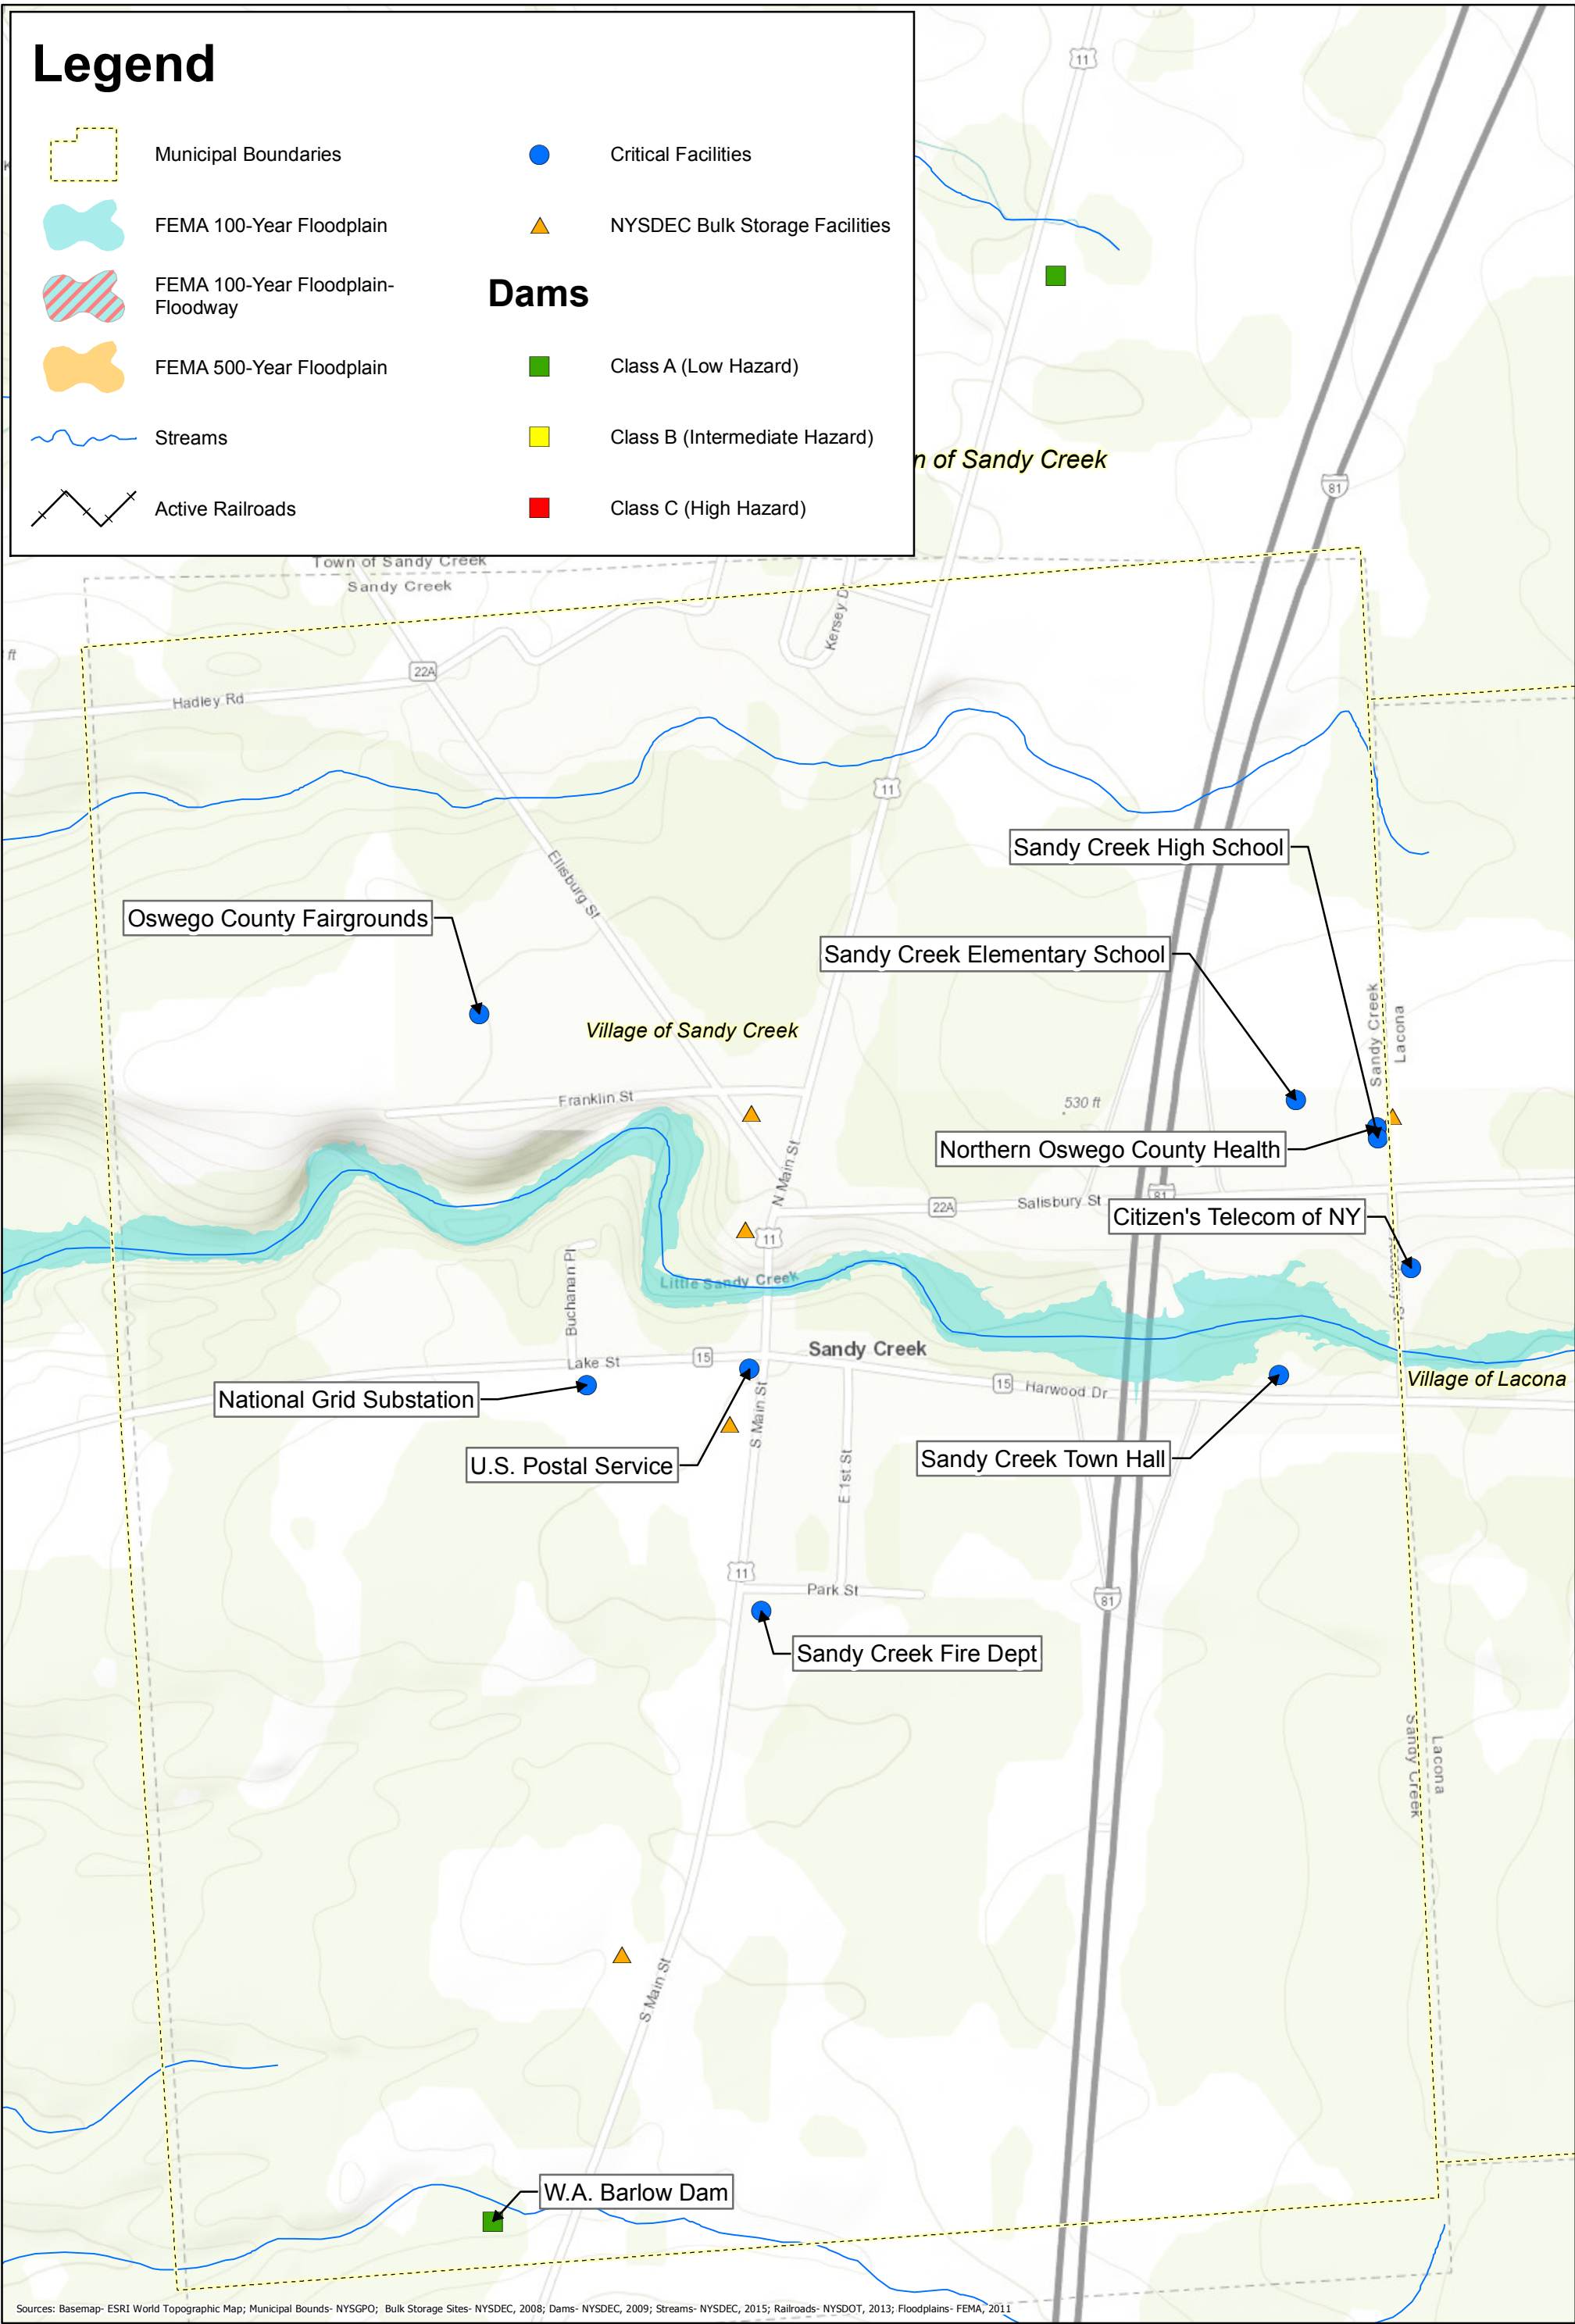 Legend
Municipal Boundaries
FEMA 100-Year Floodplain
FEMA 100-Year Floodplain-
Floodway
FEMA 500-Year Floodplain
Streams
Active Railroads
Critical Facilities
NYSDEC Bulk Storage Facilities
Dams
Class A (Low Hazard)
Class B (Intermediate Hazard)
Class C (High Hazard)
11
n of Sandy Creek
81
Town of Sandy Creek
Sandy Creek
Kersey D
ft
22A
Hadley Rd
11
Ellisburg St
Sandy Creek High School
Oswego County Fairgrounds
Sandy Creek Elementary School
Village of Sandy Creek
Sandy Creek
Lacona
Franklin St
530 ft
Northern Oswego County Health
N Main St
22A
Salisbury St
81
Citizen's Telecom of NY
11
Buchanan Pl
Little Sandy Creek
Sandy Creek
Lake St
15
15
Harwood Dr
Village of Lacona
National Grid Substation
S Main St
U.S. Postal Service
Sandy Creek Town Hall
E 1st St
11
Park St
81
Sandy Creek Fire Dept
Sandy Creek
Lacona
S Main St
W.A. Barlow Dam
Sources: Basemap- ESRI World Topographic Map; Municipal Bounds- NYSGPO; Bulk Storage Sites- NYSDEC, 2008; Dams- NYSDEC, 2009; Streams- NYSDEC, 2015; Railroads- NYSDOT, 2013; Floodplains- FEMA, 2011